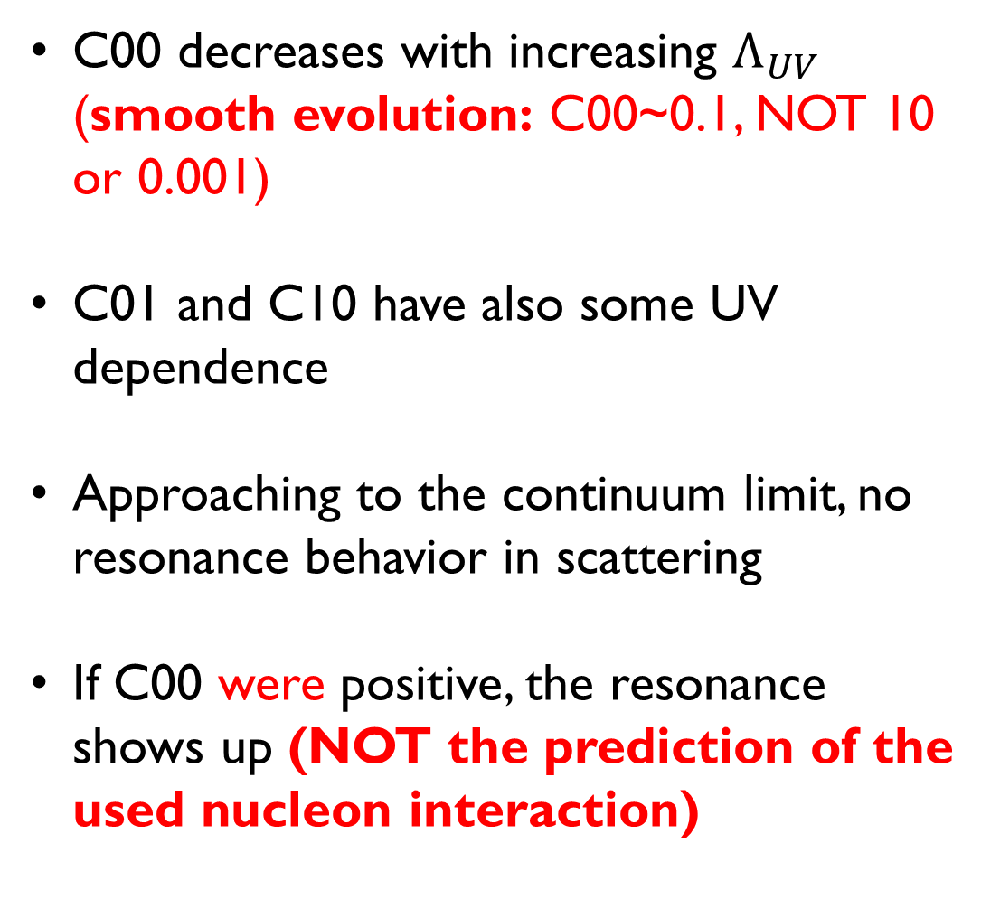 • C00 decreases with increasing Λ_UV
(smooth evolution: C00~0.1, NOT 10
or 0.001)
• C01 and C10 have also some UV
dependence
• Approaching to the continuum limit, no
resonance behavior in scattering
• If C00 were positive, the resonance
shows up (NOT the prediction of the
used nucleon interaction)